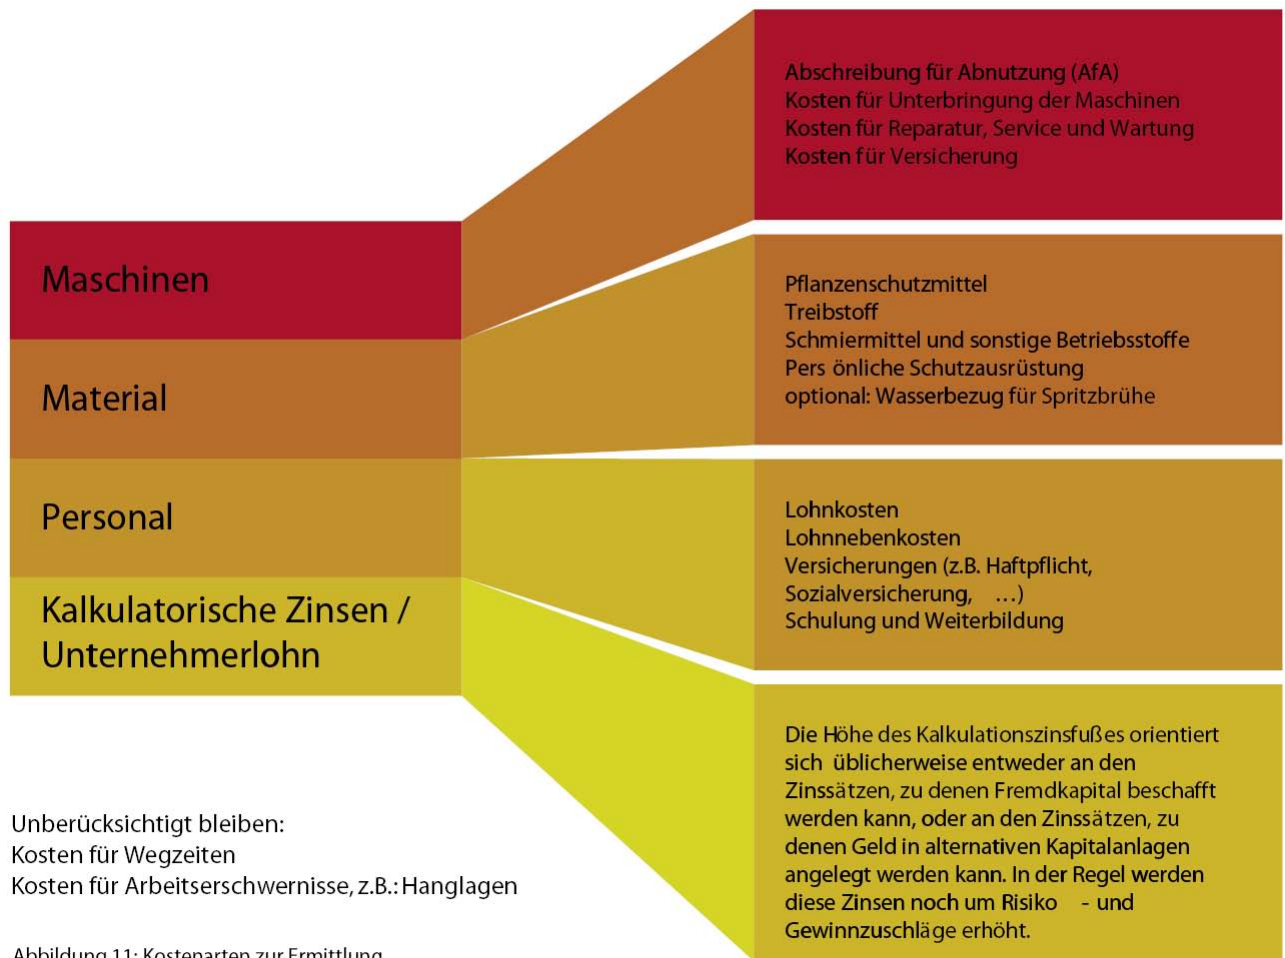 Maschinen
Abschreibung für Abnutzung (AfA)
Kosten für Unterbringung der Maschinen
Kosten für Reparatur, Service und Wartung
Kosten für Versicherung
Material
Pflanzenschutzmittel
Treibstoff
Schmiermittel und sonstige Betriebsstoffe
Pers önliche Schutzausrüstung
optional: Wasserbezug für Spritzbrühe
Personal
Lohnkosten
Lohnnebenkosten
Versicherungen (z.B. Haftpflicht,
Sozialversicherung, ...)
Schulung und Weiterbildung
Kalkulatorische Zinsen /
Unternehmerlohn
Die Höhe des Kalkulationszinsfußes orientiert
sich üblicherweise entweder an den
Zinssätzen, zu denen Fremdkapital beschafft
werden kann, oder an den Zinssätzen, zu
denen Geld in alternativen Kapitalanlagen
angelegt werden kann. In der Regel werden
diese Zinsen noch um Risiko - und
Gewinnzuschläge erhöht.
Unberücksichtigt bleiben:
Kosten für Wegzeiten
Kosten für Arbeitserschwernisse, z.B.: Hanglagen
Abbildung 11: Kostenarten zur Ermittlung